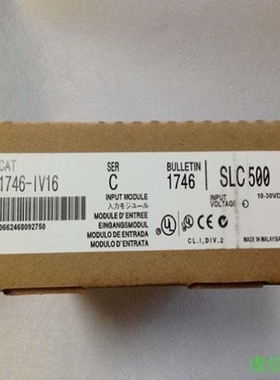 CAT
1746-IV16
SER
C
BULLETIN
1746
SLC 500
INPUT MODULE
入力モジュール
MODULE D' ENTREE
EINGANGSMODUL
MODULO DE ENTRADA
MODULO D'ENTRATA
INPUT
VOLTAGE
10-30VD
CL.I, DIV.2
MADE IN MALAYSIA
0662468092750